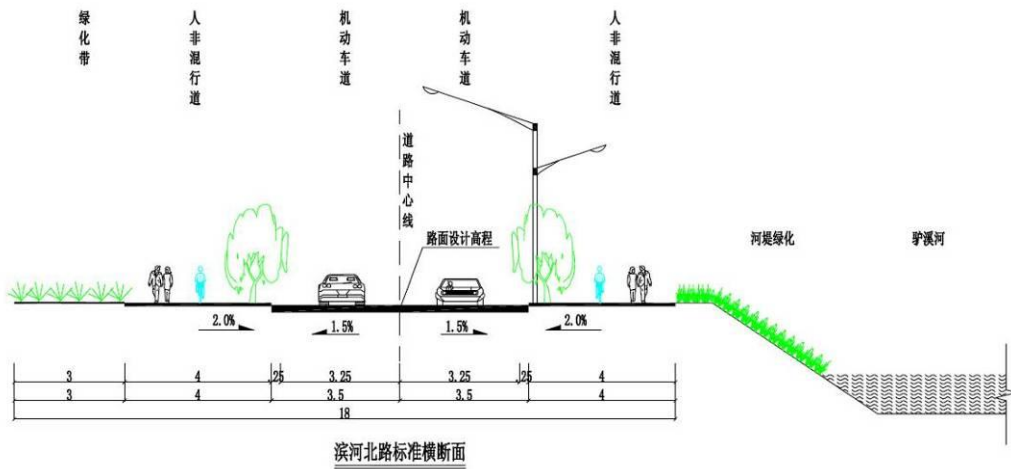 绿化带
人非混行道
机动车道
机动车道
人非混行道
道路中心线
路面设计高程
河堤绿化
驴溪河
2.0%
1.5%
1.5%
2.0%
3
4
25
3.25
3.25
25
4
3
4
3.5
3.5
4
18
滨河北路标准横断面